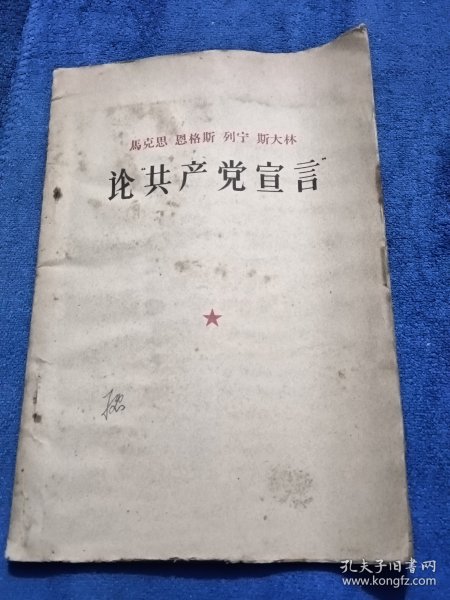 馬克思 恩格斯 列宁 斯大林
论“共产党宣言”
孔夫子旧书网
www.kongfz.com